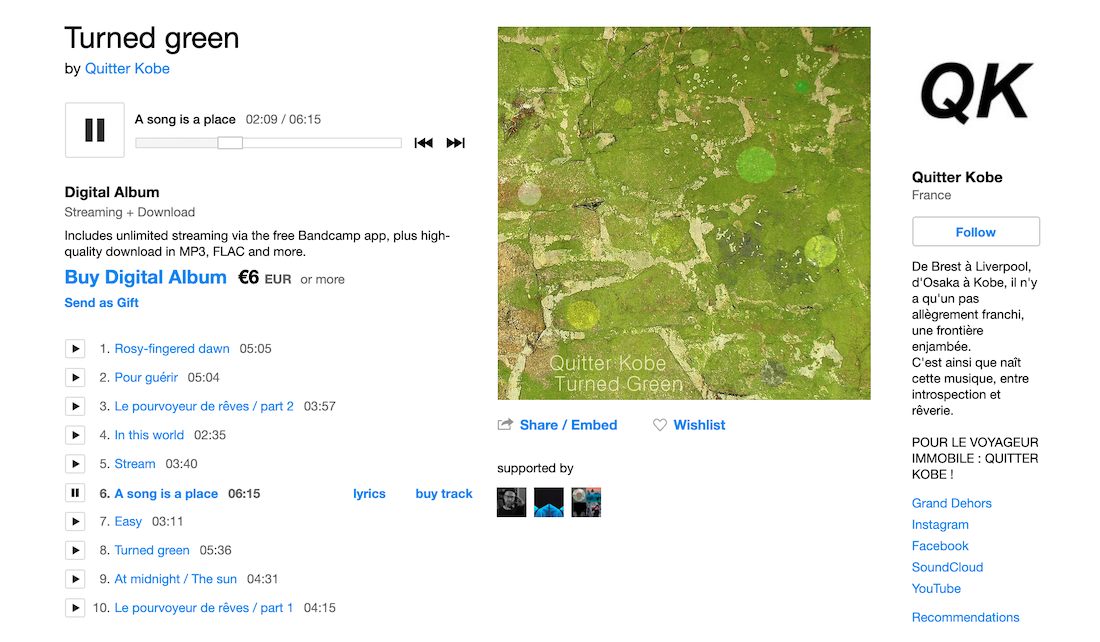 Turned green
by Quitter Kobe
A song is a place 02:09 / 06:15
Digital Album
Streaming + Download
Includes unlimited streaming via the free Bandcamp app, plus high-
quality download in MP3, FLAC and more.
Buy Digital Album €6 EUR or more
Send as Gift
1. Rosy-fingered dawn 05:05
2. Pour guérir 05:04
3. Le pourvoyeur de rêves / part 2 03:57
4. In this world 02:35
5. Stream 03:40
6. A song is a place 06:15 lyrics buy track
7. Easy 03:11
8. Turned green 05:36
9. At midnight / The sun 04:31
10. Le pourvoyeur de rêves / part 1 04:15
Quitter Kobe
Turned Green
Share / Embed Wishlist
supported by
QK
Quitter Kobe
France
Follow
De Brest à Liverpool,
d'Osaka à Kobe, il n'y
a qu'un pas
allègrement franchi,
une frontière
enjambée.
C'est ainsi que naît
cette musique, entre
introspection et
rêverie.
POUR LE VOYAGEUR
IMMOBILE : QUITTER
KOBE !
Grand Dehors
Instagram
Facebook
SoundCloud
YouTube
Recommendations